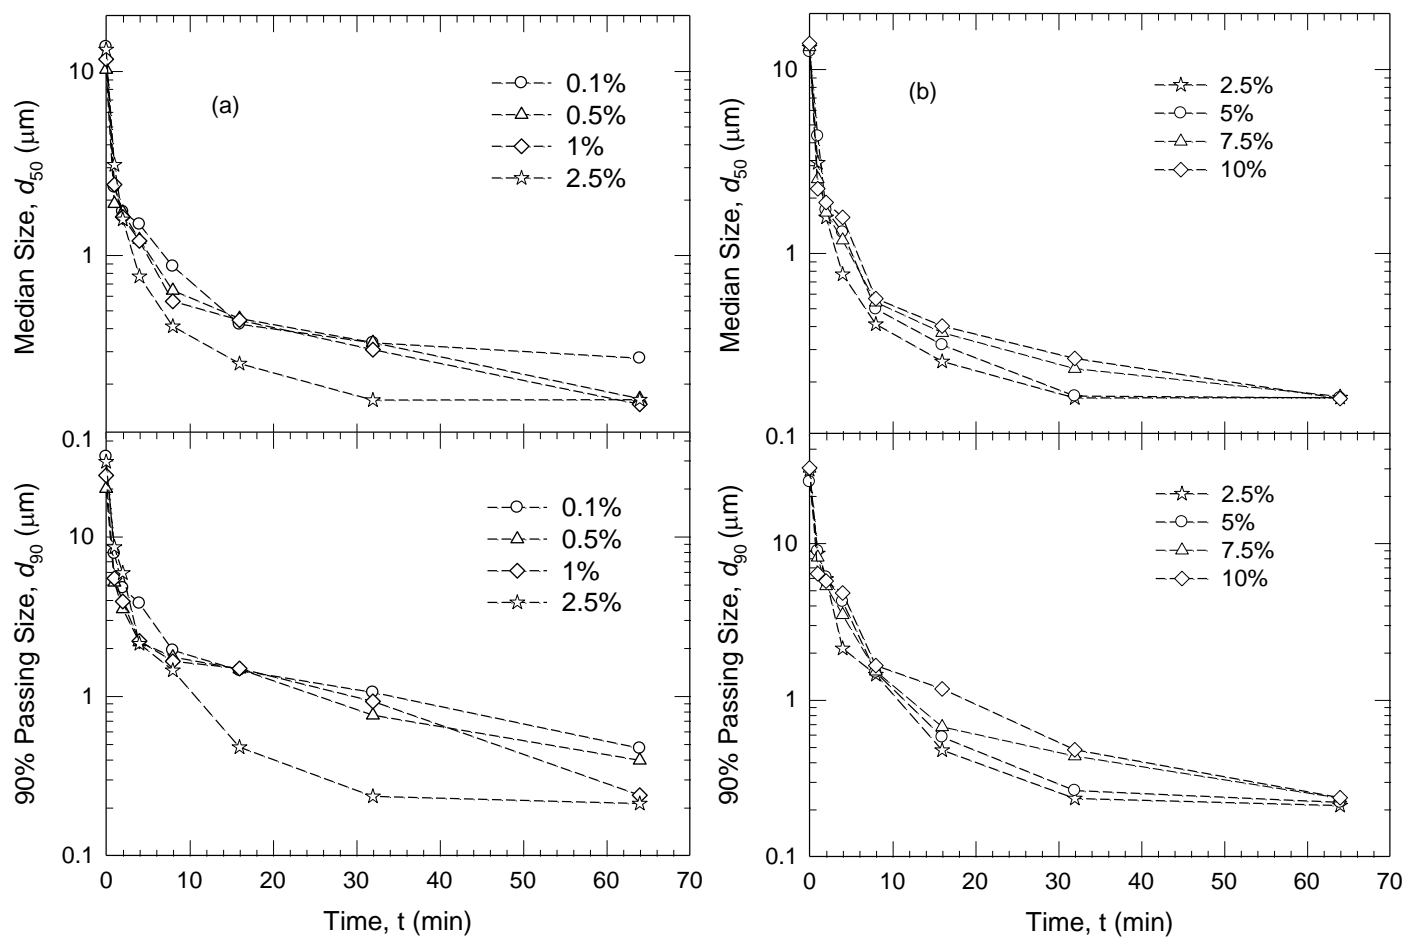 Median Size, d50 (μm)
10
1
0.1
(a)
0.1%
0.5%
1%
2.5%
90% Passing Size, d90 (μm)
10
1
0.1
0.1%
0.5%
1%
2.5%
0 10 20 30 40 50 60 70
Time, t (min)
Median Size, d50 (μm)
10
1
0.1
(b)
2.5%
5%
7.5%
10%
90% Passing Size, d90 (μm)
10
1
0.1
2.5%
5%
7.5%
10%
0 10 20 30 40 50 60 70
Time, t (min)